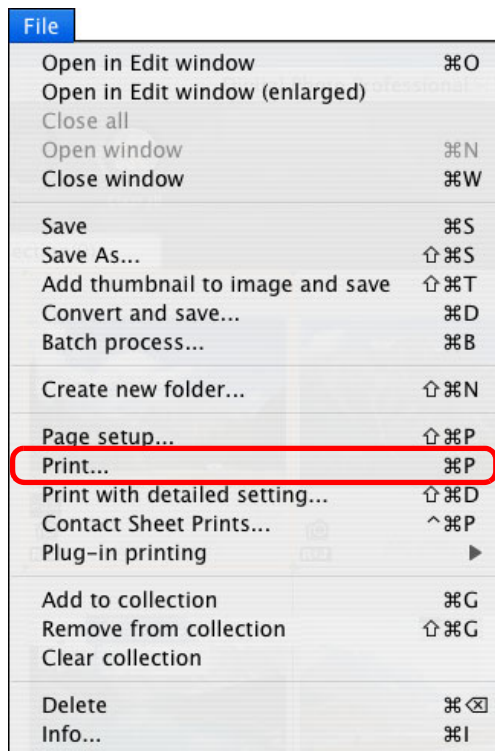 File
Open in Edit window ⌘O
Open in Edit window (enlarged)
Close all
Open window ⌘N
Close window ⌘W
Save ⌘S
Save As... ⇧⌘S
Add thumbnail to image and save ⇧⌘T
Convert and save... ⌘D
Batch process... ⌘B
Create new folder... ⇧⌘N
Page setup... ⇧⌘P
Print... ⌘P
Print with detailed setting... ⇧⌘D
Contact Sheet Prints... ^⌘P
Plug-in printing ▶
Add to collection ⌘G
Remove from collection ⇧⌘G
Clear collection
Delete ⌘⌫
Info... ⌘I